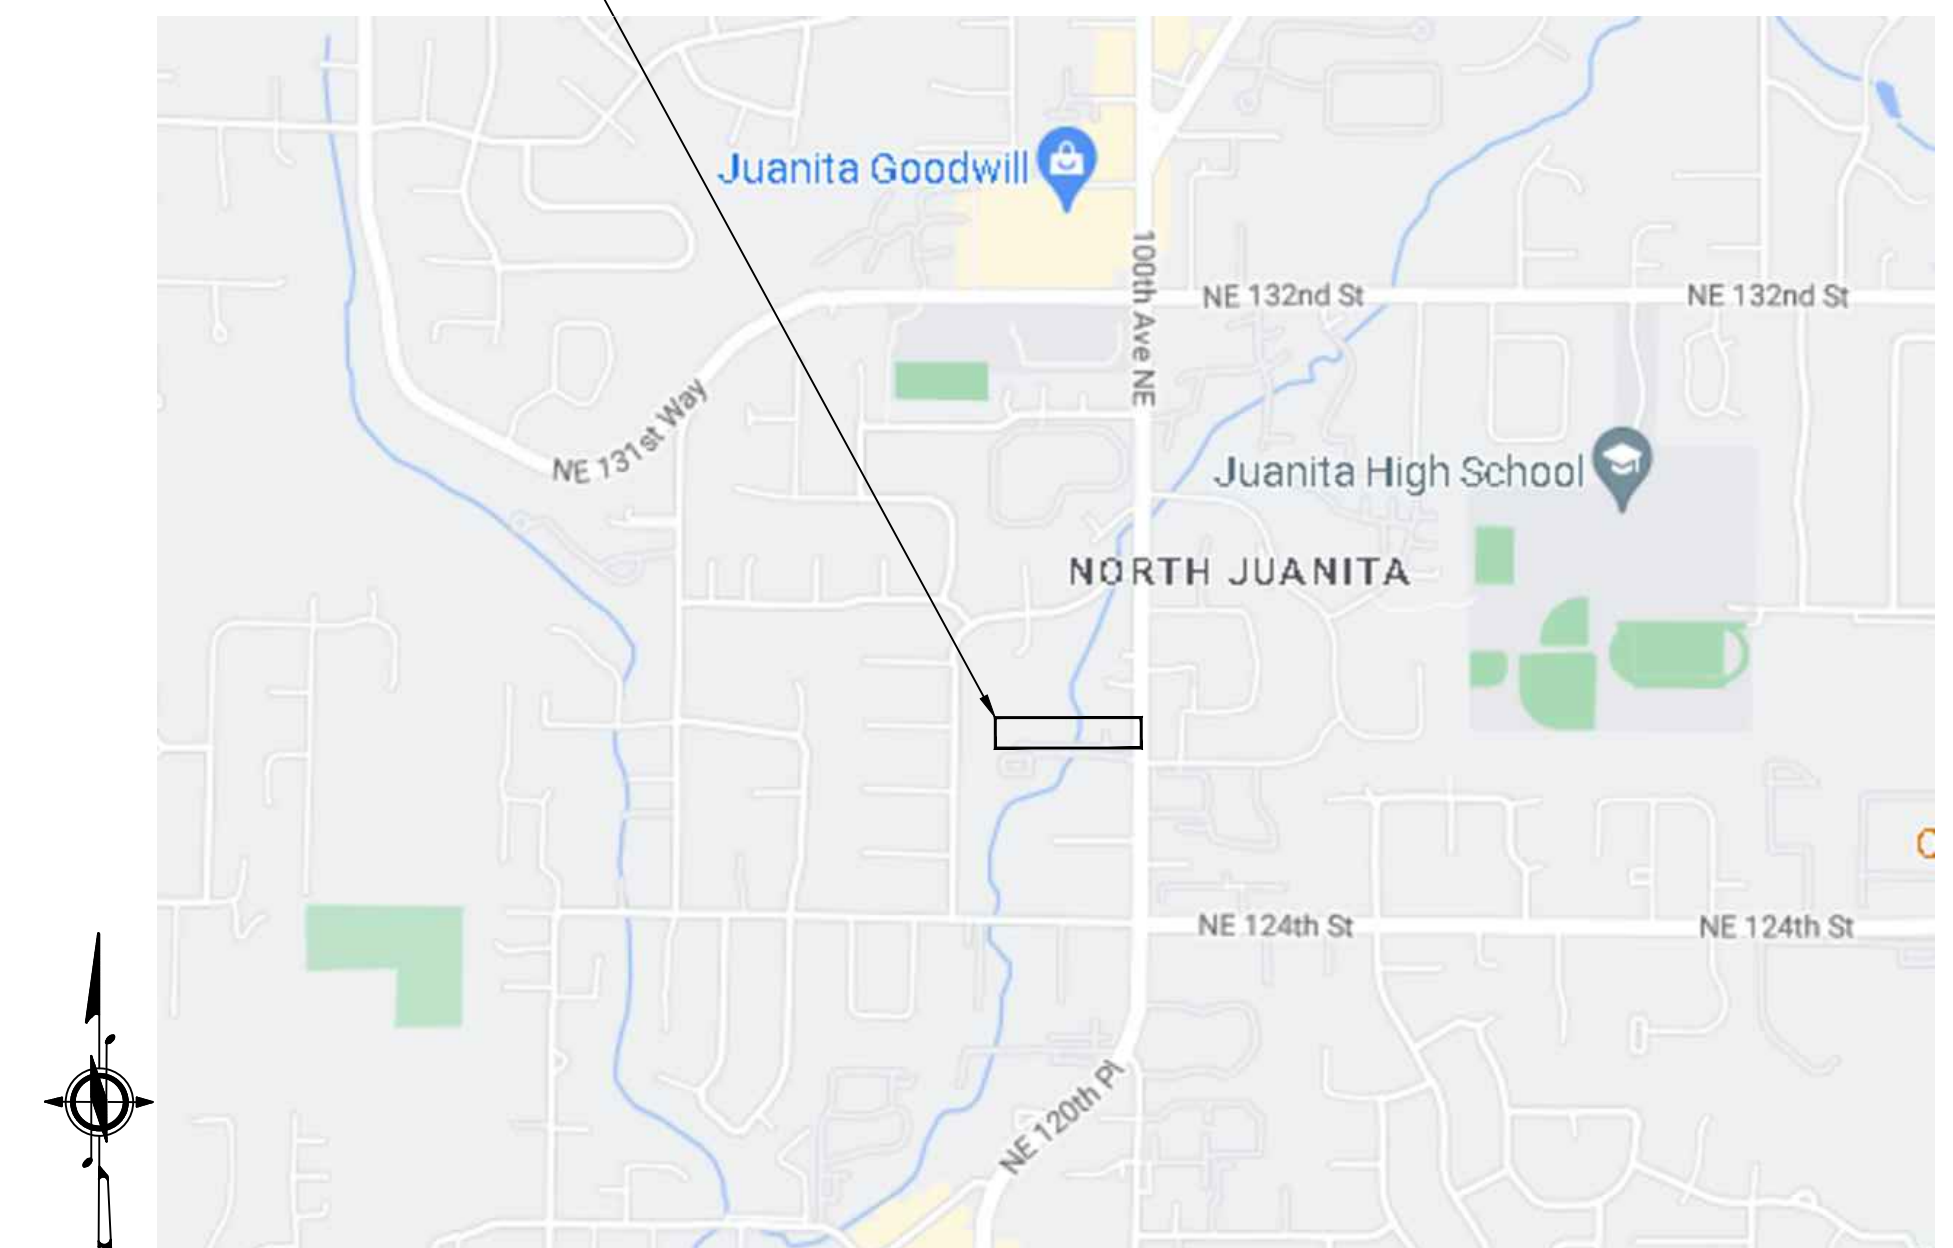 Juanita Goodwill
100th Ave NE
NE 132nd St
NE 132nd St
NE 131st Way
Juanita High School
NORTH JUANITA
NE 124th St
NE 124th St
NE 120th Pl